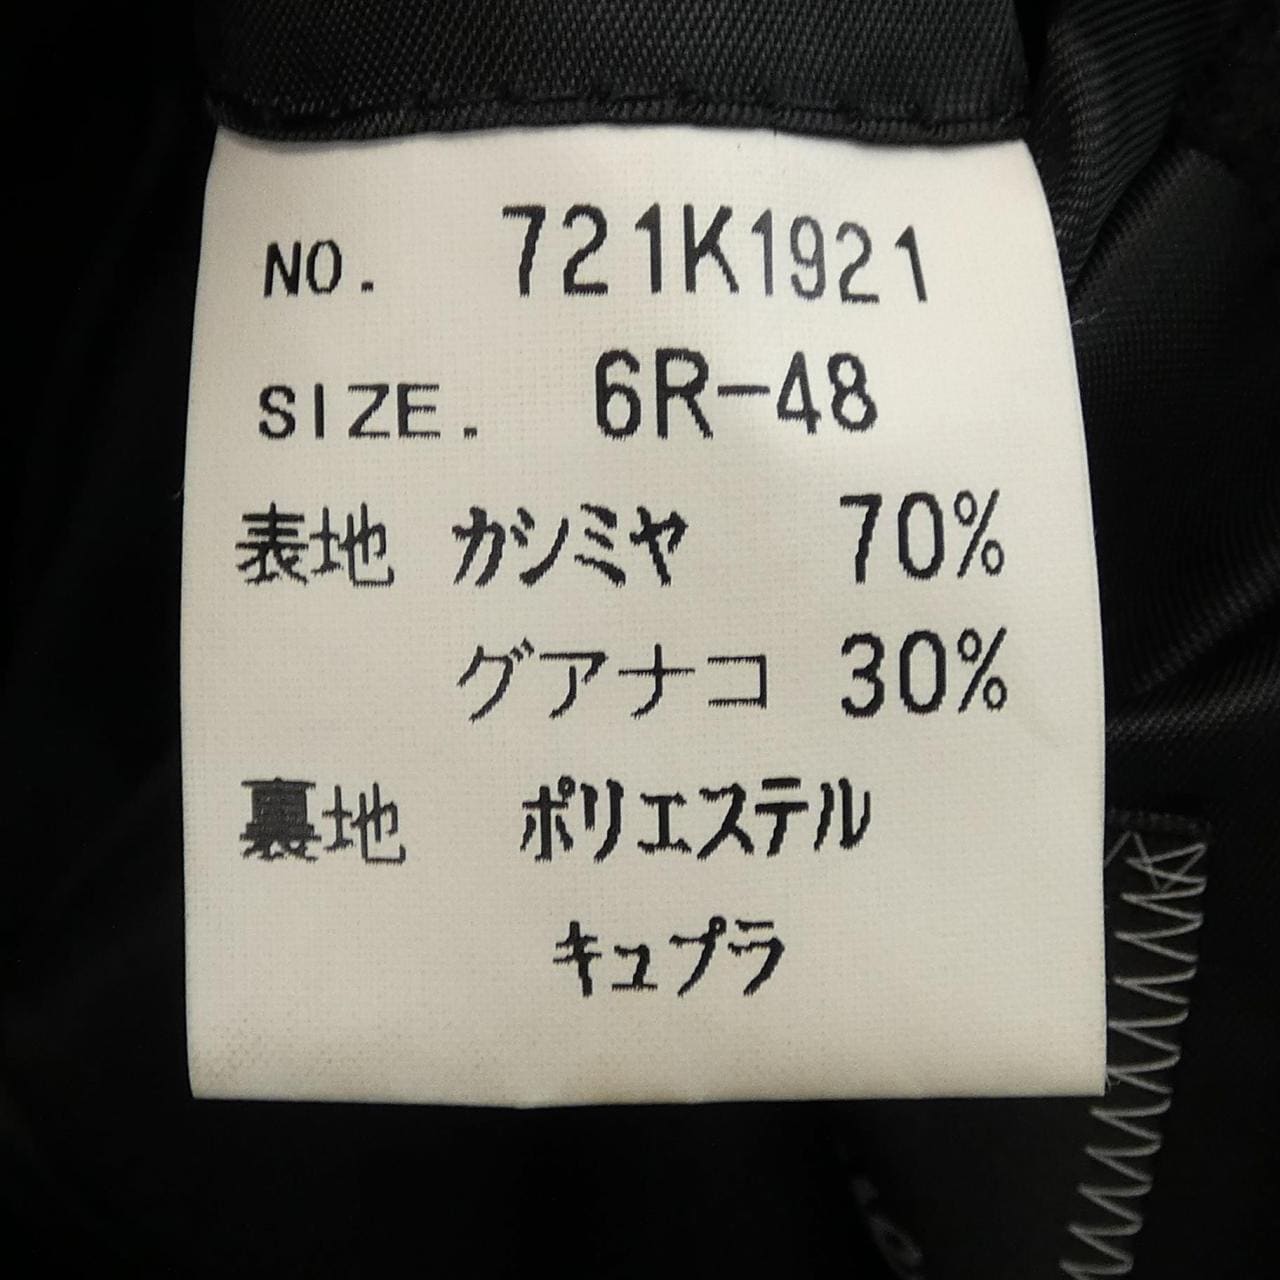 NO. 721K1921
SIZE. 6R-48
表地 カシミヤ 70%
グアナコ 30%
裏地 ポリエステル
キュプラ